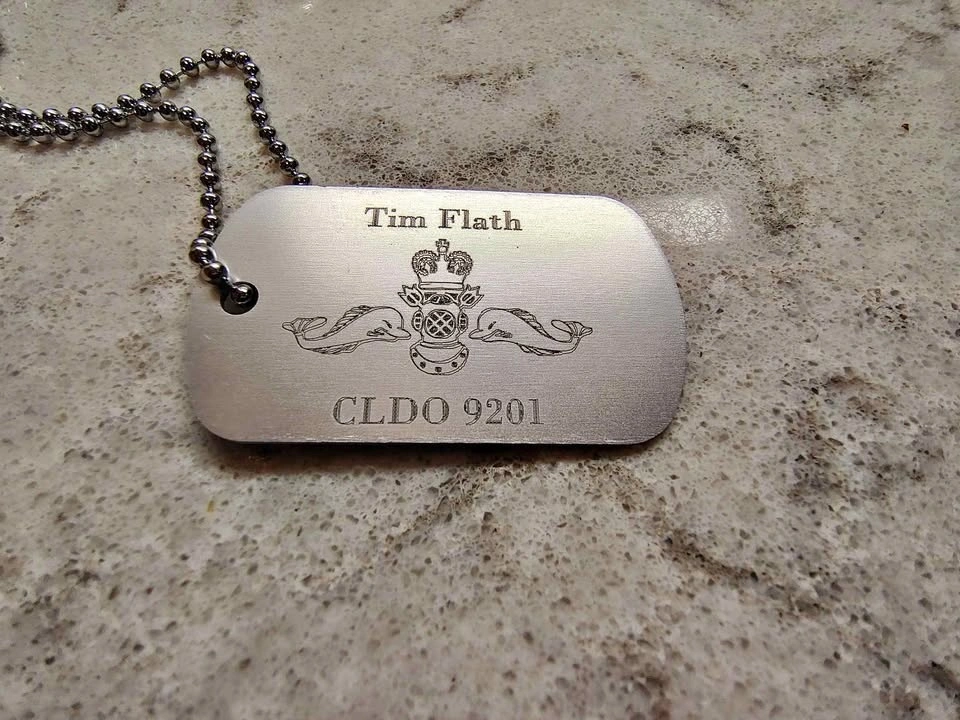 Tim Flath
CLDO 9201